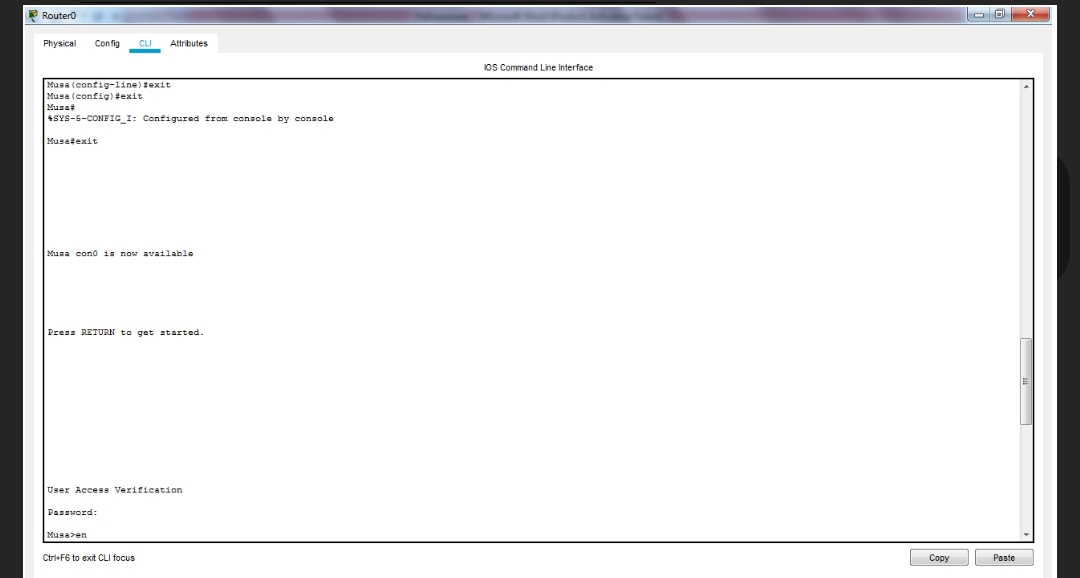 Router0
Physical Config CLI Attributes
IOS Command Line Interface
Musa(config-line)#exit
Musa(config)#exit
Musa#
%SYS-5-CONFIG_I: Configured from console by console
Musa#exit
Musa con0 is now available
Press RETURN to get started.
User Access Verification
Password:
Musa>en
Ctrl+F6 to exit CLI focus
Copy Paste